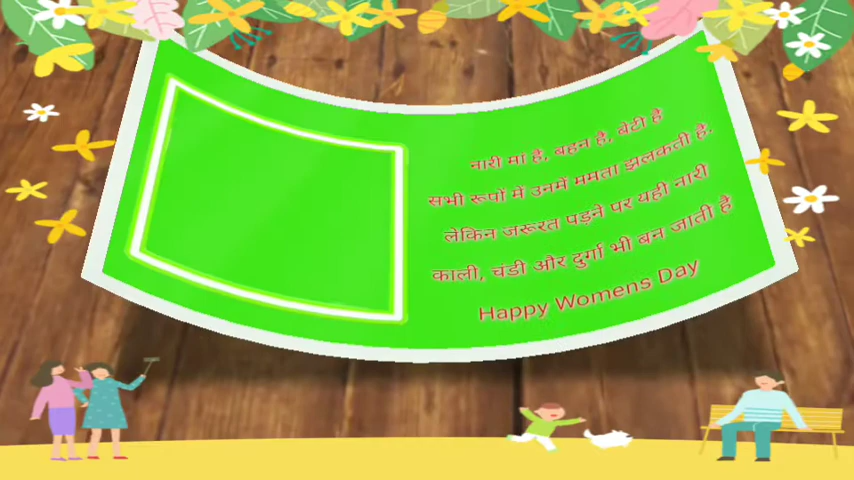 नारी मां है, बहन है, बेटी है
सभी रूपों में उनमें ममता झलकती है.
लेकिन जरूरत पड़ने पर यही नारी
काली, चंडी और दुर्गा भी बन जाती है
Happy Womens Day